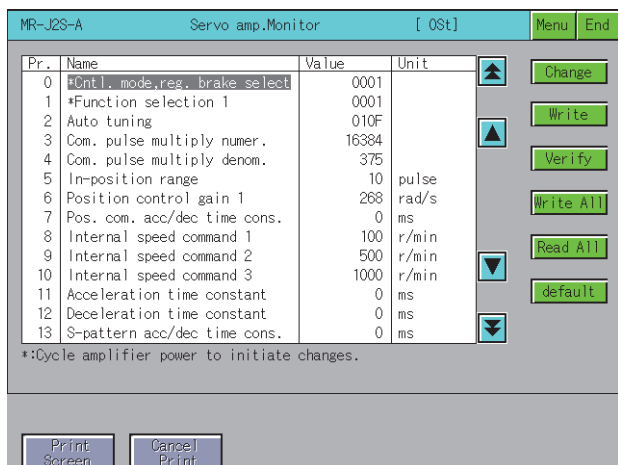 MR-J2S-A Servo amp.Monitor [ 0St] Menu End
Pr. Name Value Unit
0 *Cntl. mode,reg. brake select 0001
1 *Function selection 1 0001
2 Auto tuning 010F
3 Com. pulse multiply numer. 16384
4 Com. pulse multiply denom. 375
5 In-position range 10 pulse
6 Position control gain 1 268 rad/s
7 Pos. com. acc/dec time cons. 0 ms
8 Internal speed command 1 100 r/min
9 Internal speed command 2 500 r/min
10 Internal speed command 3 1000 r/min
11 Acceleration time constant 0 ms
12 Deceleration time constant 0 ms
13 S-pattern acc/dec time cons. 0 ms
*:Cycle amplifier power to initiate changes.
Change
Write
Verify
Write All
Read All
default
Print
Screen
Cancel
Print